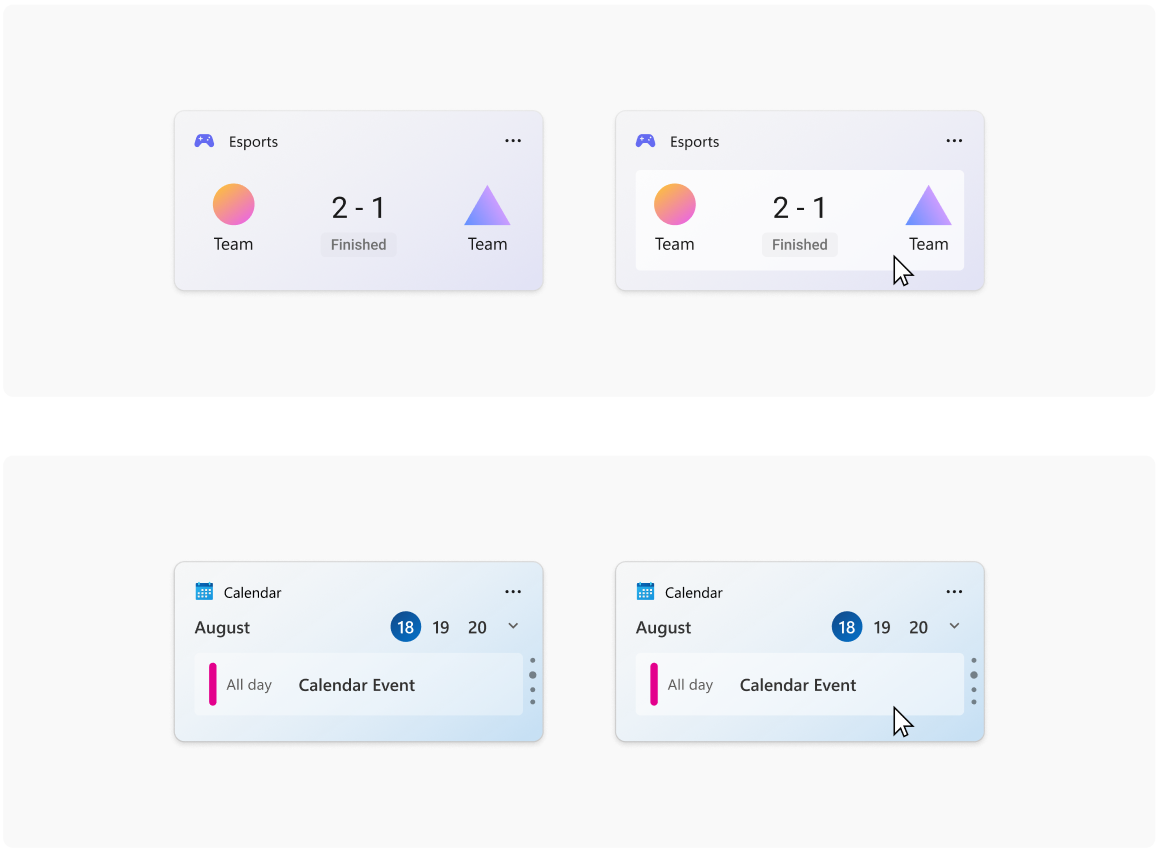 Esports
2 - 1
Team Finished Team
Esports
2 - 1
Team Finished Team
Calendar
August 18 19 20
All day Calendar Event
Calendar
August 18 19 20
All day Calendar Event